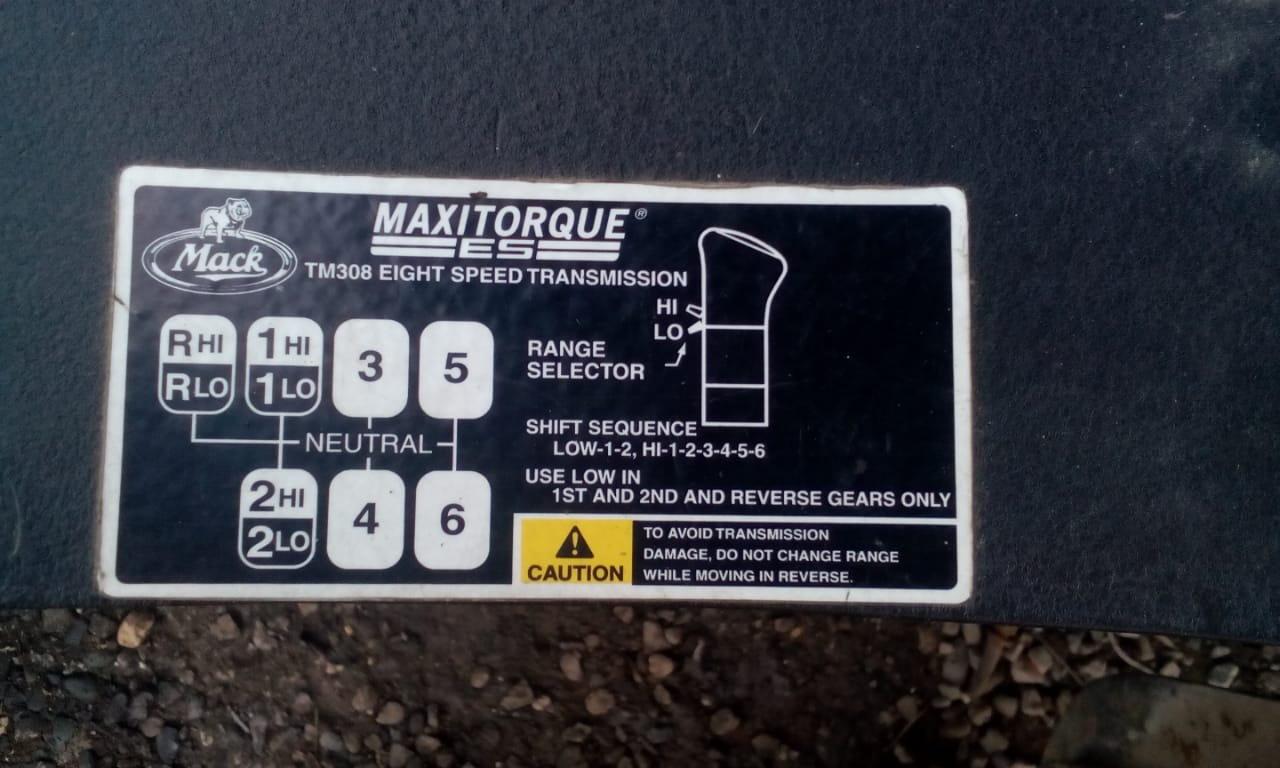 Mack
MAXITORQUE®
ES
TM308 EIGHT SPEED TRANSMISSION
R HI
R LO
1 HI
1 LO
3
5
NEUTRAL
2 HI
2 LO
4
6
HI
LO
RANGE
SELECTOR
SHIFT SEQUENCE
LOW-1-2, HI-1-2-3-4-5-6
USE LOW IN
1ST AND 2ND AND REVERSE GEARS ONLY
CAUTION
TO AVOID TRANSMISSION
DAMAGE, DO NOT CHANGE RANGE
WHILE MOVING IN REVERSE.